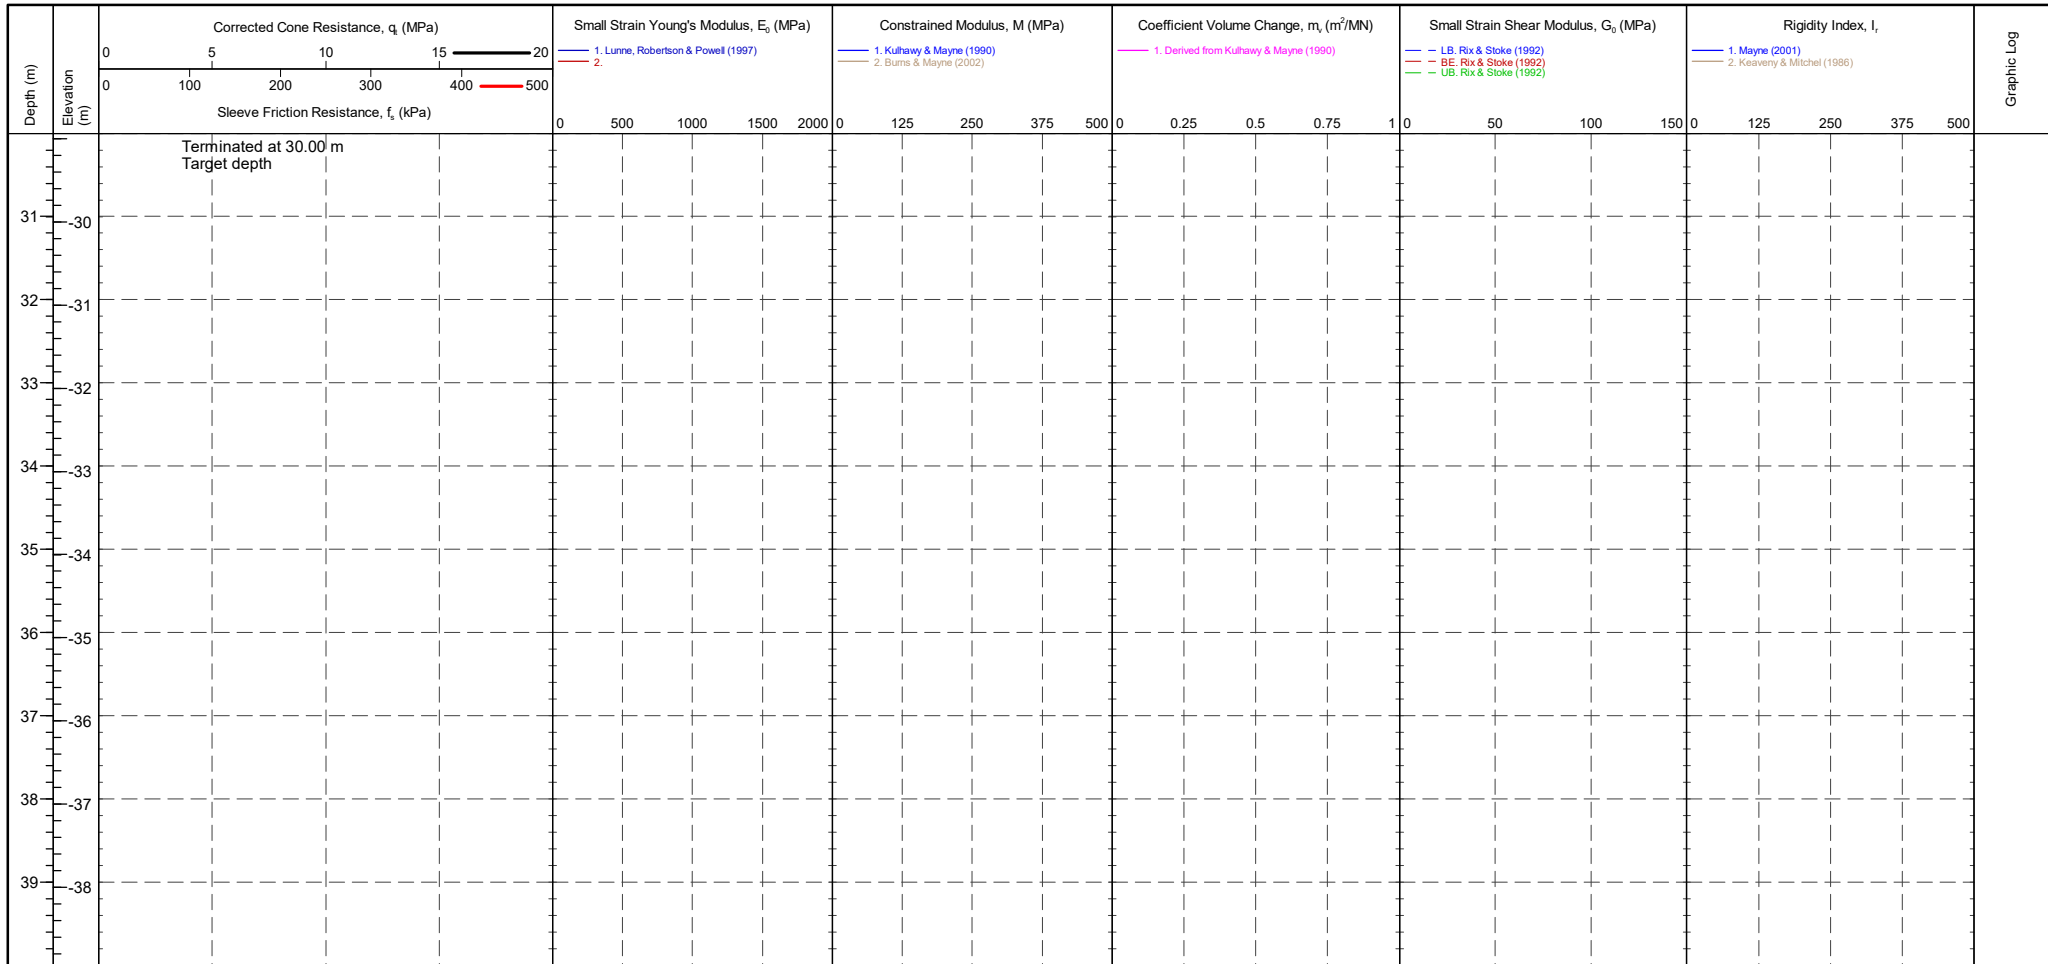 Depth (m)
Elevation
(m)
Corrected Cone Resistance, qt (MPa)
0 5 10 15 20
0 100 200 300 400 500
Sleeve Friction Resistance, fs (kPa)
Small Strain Young's Modulus, E0 (MPa)
1. Lunne, Robertson & Powell (1997)
2.
0 500 1000 1500 2000
Constrained Modulus, M (MPa)
1. Kulhawy & Mayne (1990)
2. Burns & Mayne (2002)
0 125 250 375 500
Coefficient Volume Change, mv (m²/MN)
1. Derived from Kulhawy & Mayne (1990)
0 0.25 0.5 0.75 1
Small Strain Shear Modulus, G0 (MPa)
LB. Rix & Stoke (1992)
BE. Rix & Stoke (1992)
UB. Rix & Stoke (1992)
0 50 100 150
Rigidity Index, Ir
1. Mayne (2001)
2. Keaveny & Mitchel (1986)
0 125 250 375 500
Graphic Log
Terminated at 30.00 m
Target depth
31 -30
32 -31
33 -32
34 -33
35 -34
36 -35
37 -36
38 -37
39 -38